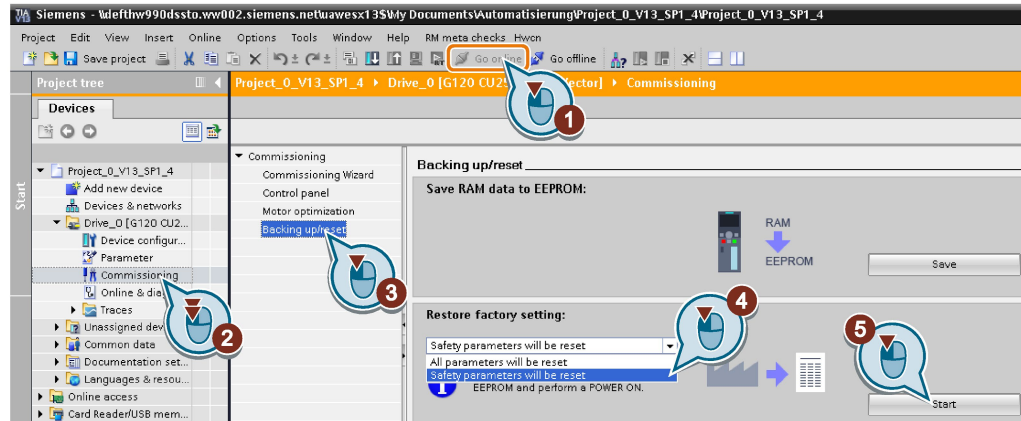 Siemens - \\defthw990dssto.ww002.siemens.net\uawesx13$\My Documents\Automatisierung\Project_0_V13_SP1_4\Project_0_V13_SP1_4
Project Edit View Insert Online Options Tools Window Help RM meta checks Hwcn
Save project Go online Go offline
Project tree
Project_0_V13_SP1_4 Drive_0 [G120 Commissioning
Devices
1
Start
Project_0_V13_SP1_4
Add new device
Devices & networks
Drive_0 [G120 CU2...
Device configur...
Parameter
Commissioning
Online &
Traces
Unassigned
Common data
Documentation set...
Languages & resou...
Online access
Card Reader/USB mem...
2
Commissioning
Commissioning Wizard
Control panel
Motor optimization
Backing up/reset
3
Backing up/reset
Save RAM data to EEPROM:
RAM
EEPROM
Save
Restore factory setting:
4
Safety parameters will be reset
All parameters will be reset
Safety parameters will be reset
EEPROM and perform a POWER ON.
5
Start